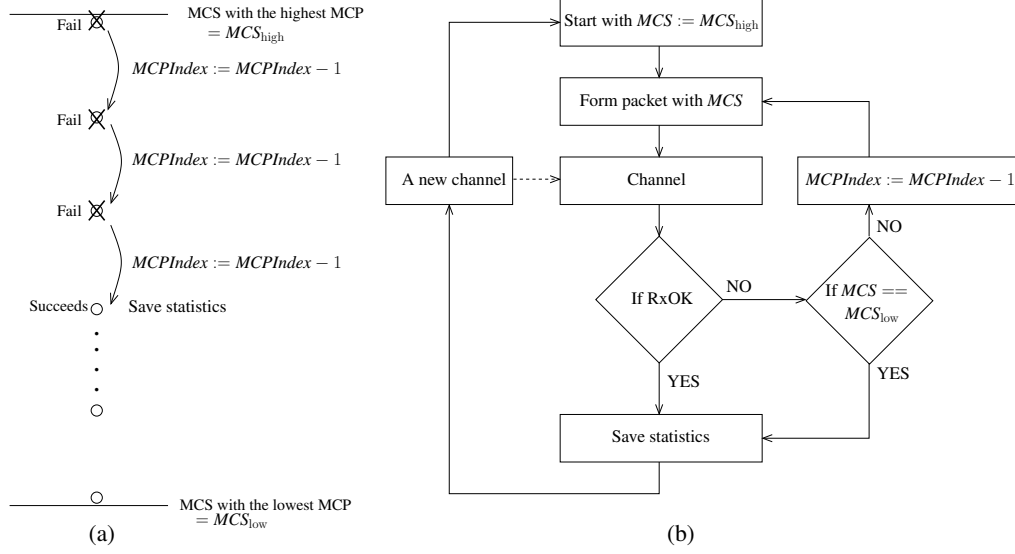 MCS with the highest MCP
= MCS_high
Fail
MCPIndex := MCPIndex − 1
Fail
MCPIndex := MCPIndex − 1
Fail
MCPIndex := MCPIndex − 1
Succeeds
Save statistics
MCS with the lowest MCP
= MCS_low
(a)
Start with MCS := MCS_high
Form packet with MCS
A new channel
Channel
MCPIndex := MCPIndex − 1
NO
If RxOK
NO
If MCS ==
MCS_low
YES
YES
Save statistics
(b)